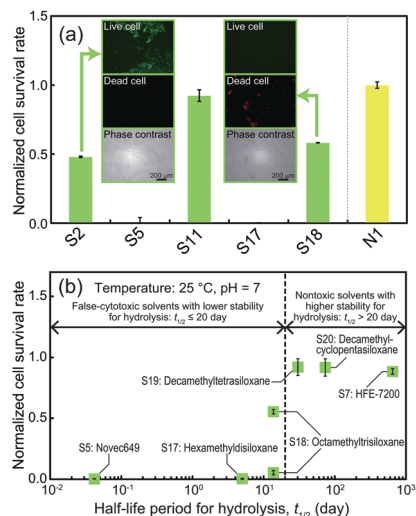 (a)
Live cell
Live cell
Dead cell
Dead cell
Phase contrast
Phase contrast
200 μm
200 μm
Normalized cell survival rate
1.5
1.0
0.5
0.0
S2
S5
S11
S17
S18
N1
(b)
Temperature: 25 °C, pH = 7
False-cytotoxic solvents with lower stability
for hydrolysis: t1/2 ≤ 20 day
Nontoxic solvents with
higher stability for
hydrolysis: t1/2 > 20 day
S20: Decamethyl-
cyclopentasiloxane
S19: Decamethyltetrasiloxane
S7: HFE-7200
S5: Novec649
S17: Hexamethyldisiloxane
S18: Octamethyltrisiloxane
Normalized cell survival rate
1.5
1.0
0.5
0.0
10-2
10-1
100
101
102
103
Half-life period for hydrolysis, t1/2 (day)